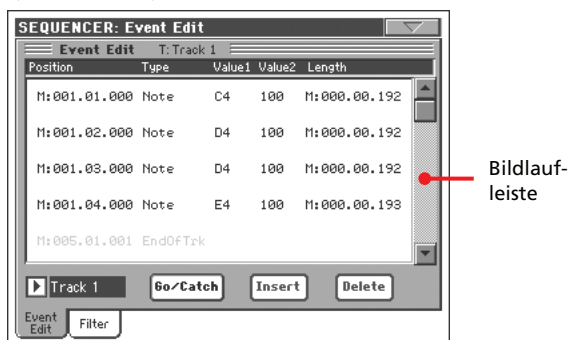 SEQUENCER: Event Edit
Event Edit T:Track 1
Position Type Value1 Value2 Length
M:001.01.000 Note C4 100 M:000.00.192
M:001.02.000 Note D4 100 M:000.00.192
M:001.03.000 Note D4 100 M:000.00.192
M:001.04.000 Note E4 100 M:000.00.193
M:005.01.001 EndOfTrk
Track 1 Go/Catch Insert Delete
Event Edit Filter
Bildlauf-
leiste